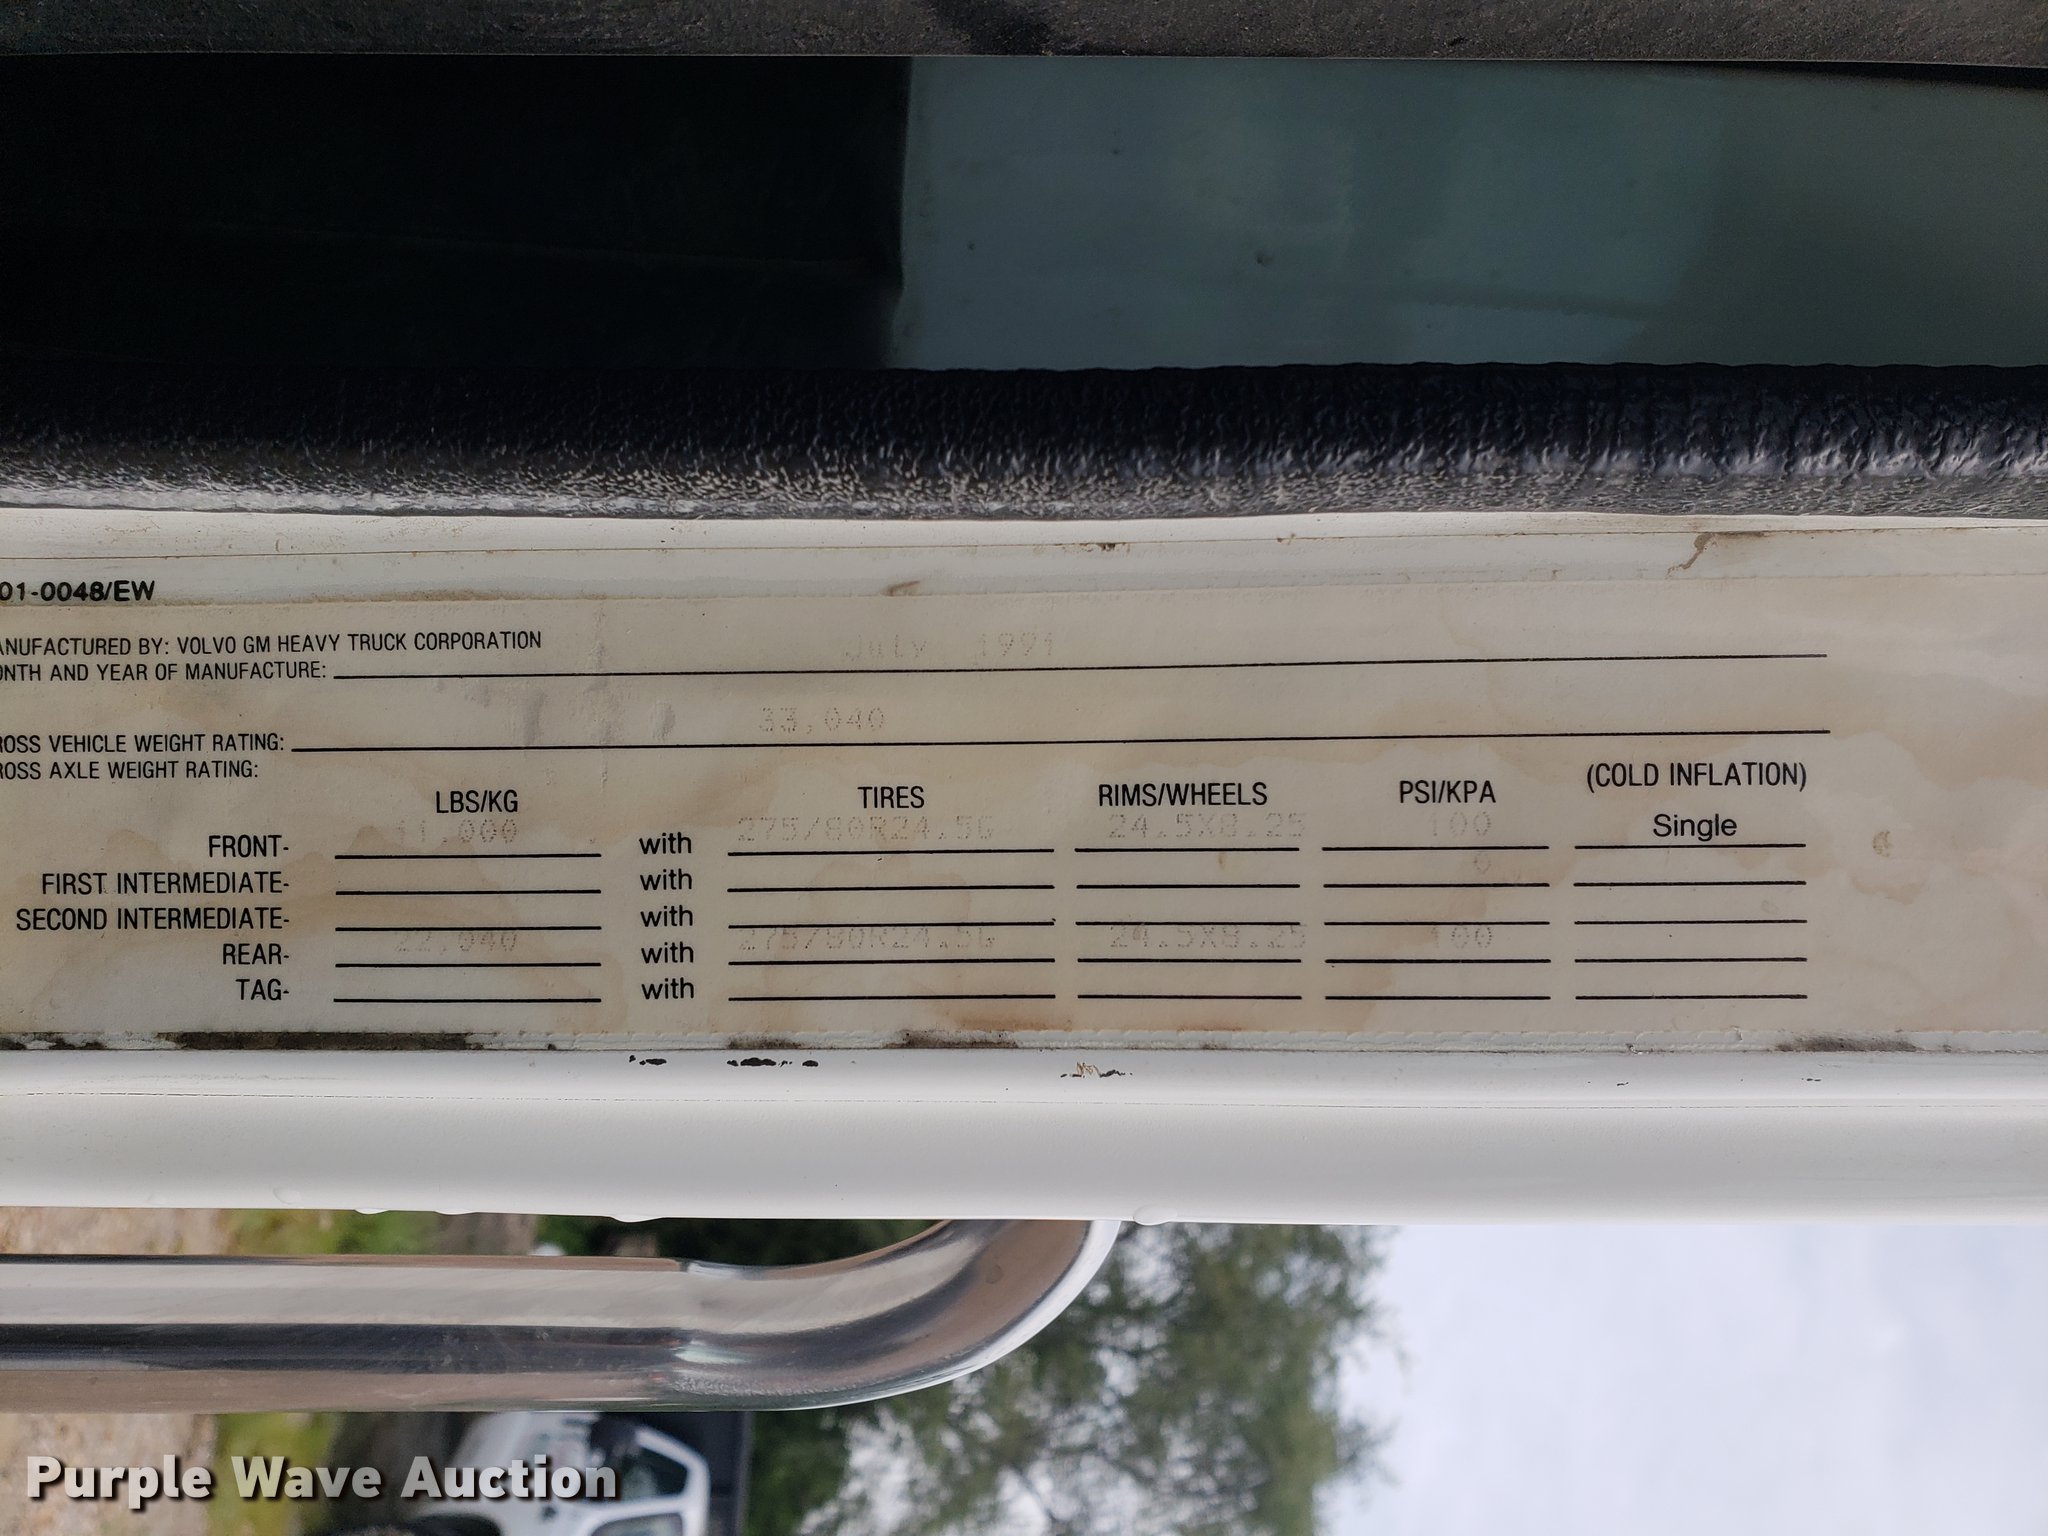 01-0048/EW
ANUFACTURED BY: VOLVO GM HEAVY TRUCK CORPORATION
ONTH AND YEAR OF MANUFACTURE: July 1991
ROSS VEHICLE WEIGHT RATING: 33,040
ROSS AXLE WEIGHT RATING:
LBS/KG TIRES RIMS/WHEELS PSI/KPA (COLD INFLATION)
FRONT- 11,000 with 275/80R24.5G 24.5X8.25 100 Single
FIRST INTERMEDIATE- with 0
SECOND INTERMEDIATE- with
REAR- 22,040 with 275/80R24.5G 24.5X8.25 100
TAG- with
Purple Wave Auction